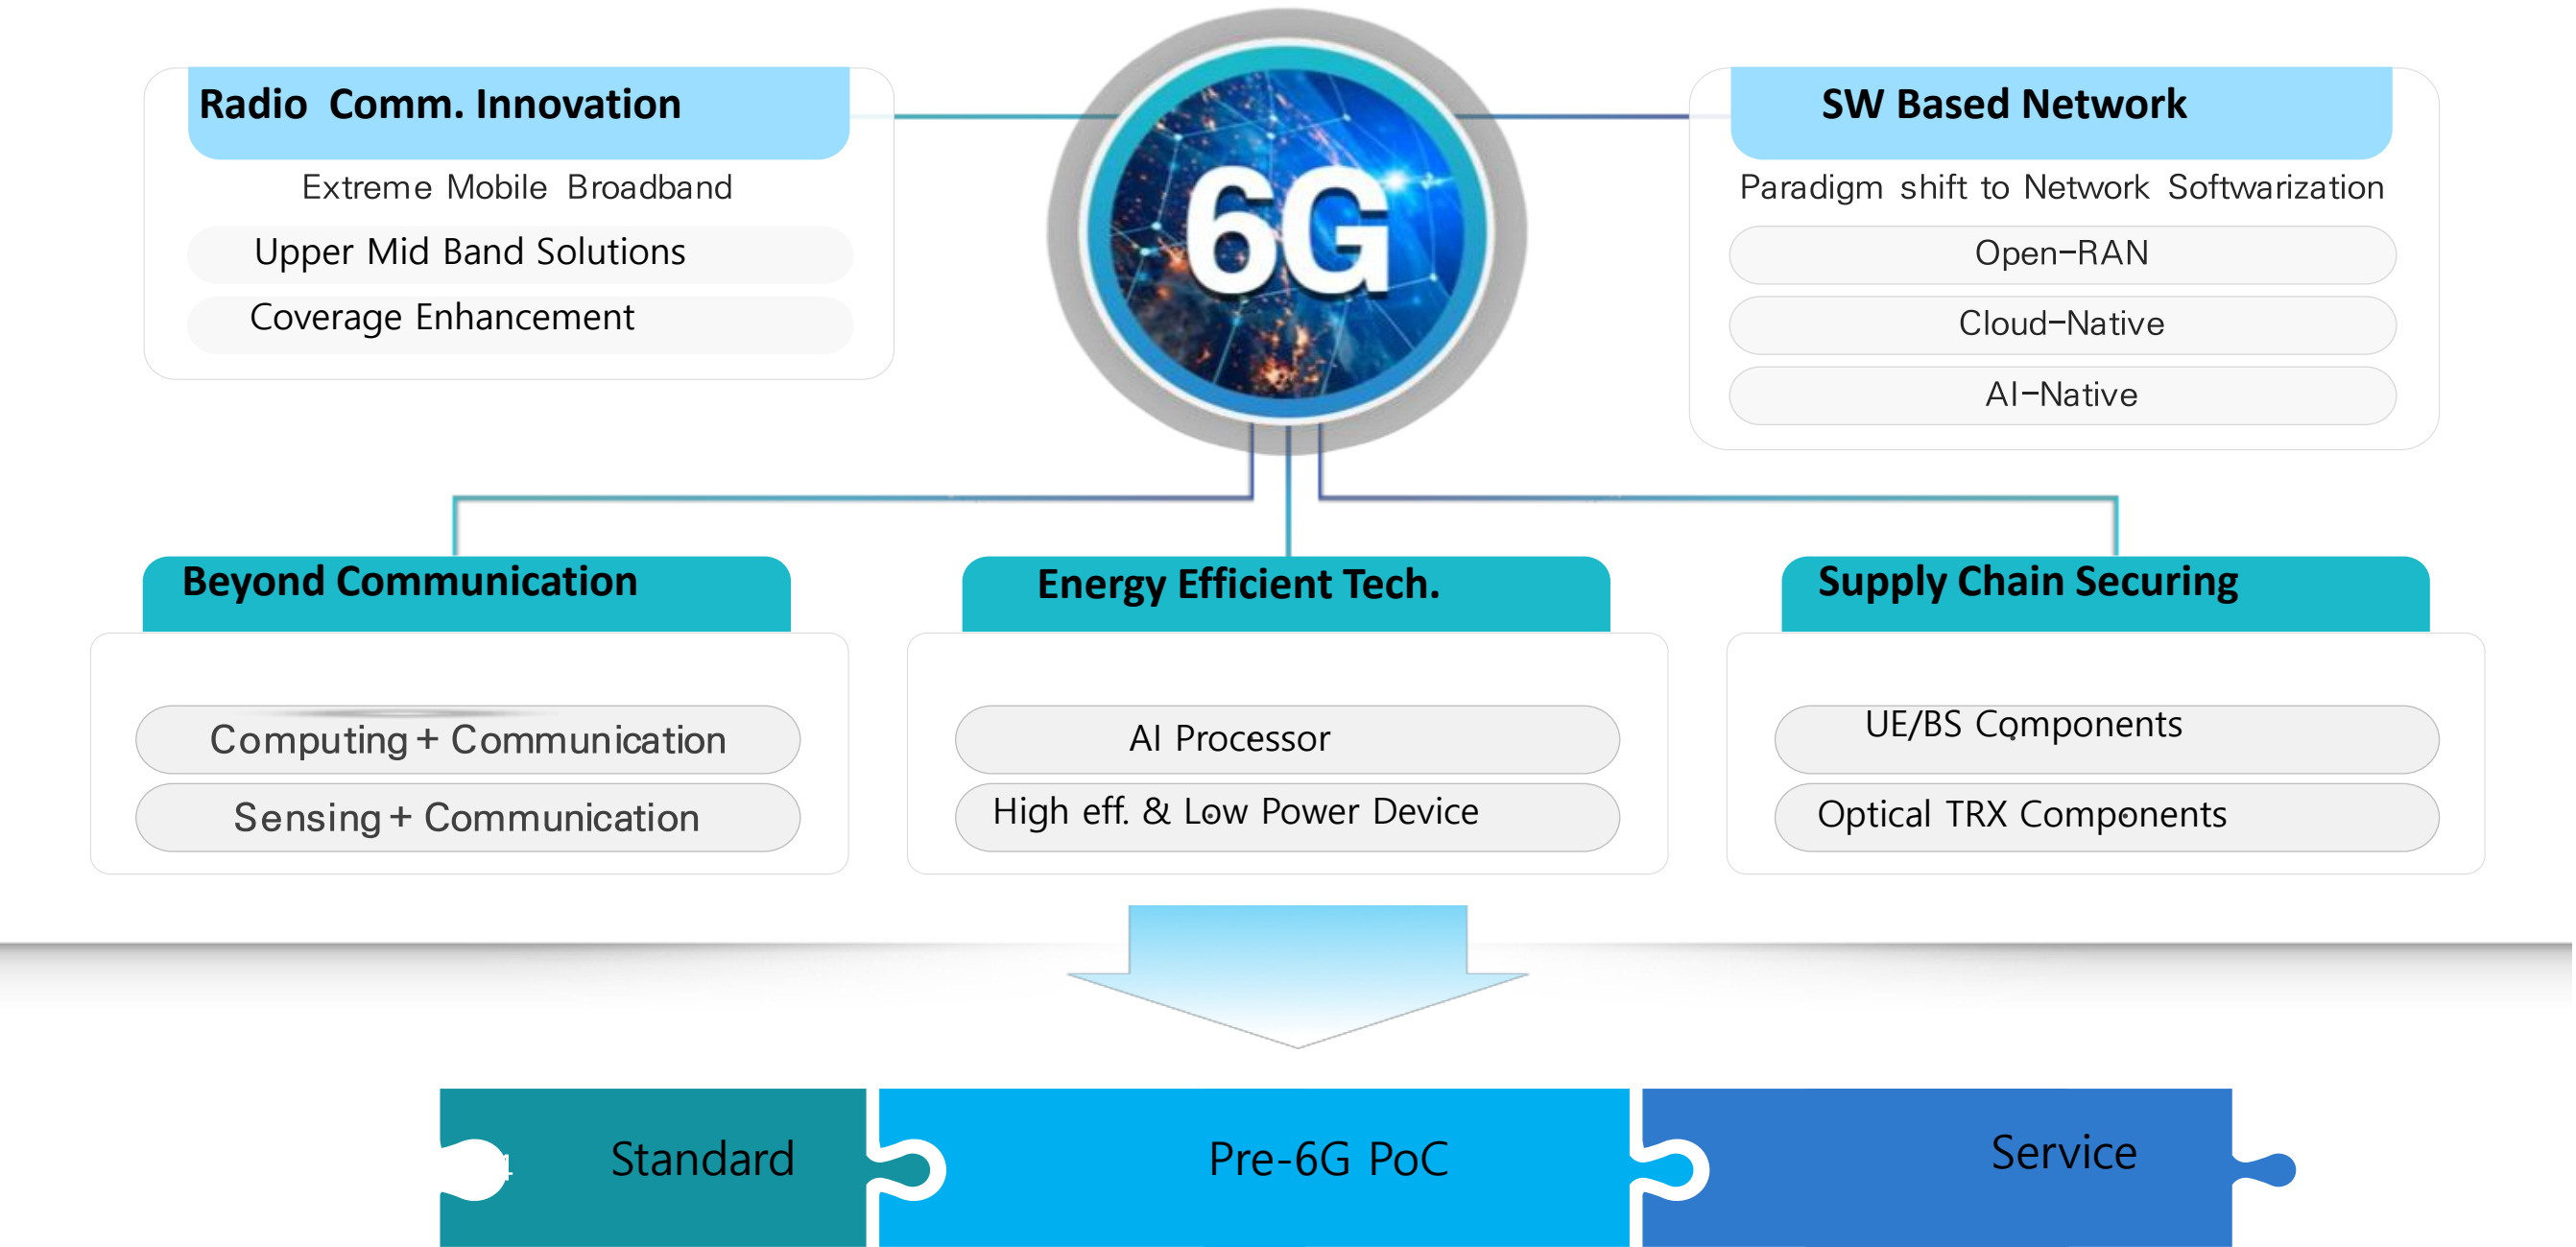 6G
Radio Comm. Innovation
Extreme Mobile Broadband
Upper Mid Band Solutions
Coverage Enhancement
SW Based Network
Paradigm shift to Network Softwarization
Open-RAN
Cloud-Native
AI-Native
Beyond Communication
Computing + Communication
Sensing + Communication
Energy Efficient Tech.
AI Processor
High eff. & Low Power Device
Supply Chain Securing
UE/BS Components
Optical TRX Components
Standard
Pre-6G PoC
Service